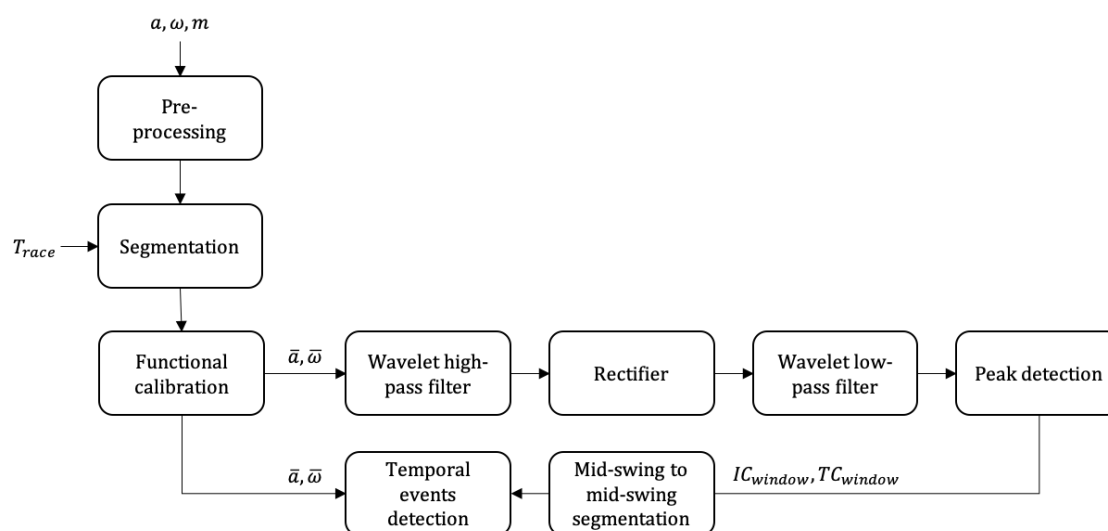 a, ω, m
Pre-
processing
T_race
Segmentation
Functional
calibration
a̅, ω̅
Wavelet high-
pass filter
Rectifier
Wavelet low-
pass filter
Peak detection
a̅, ω̅
Temporal
events
detection
Mid-swing to
mid-swing
segmentation
IC_window, TC_window